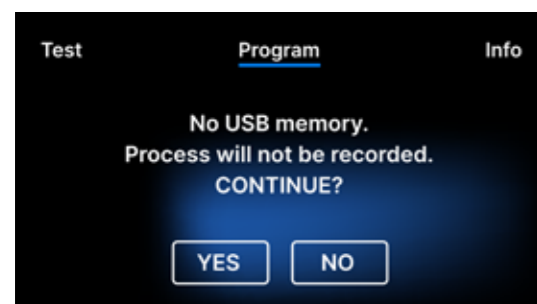 Test Program Info
No USB memory.
Process will not be recorded.
CONTINUE?
YES NO